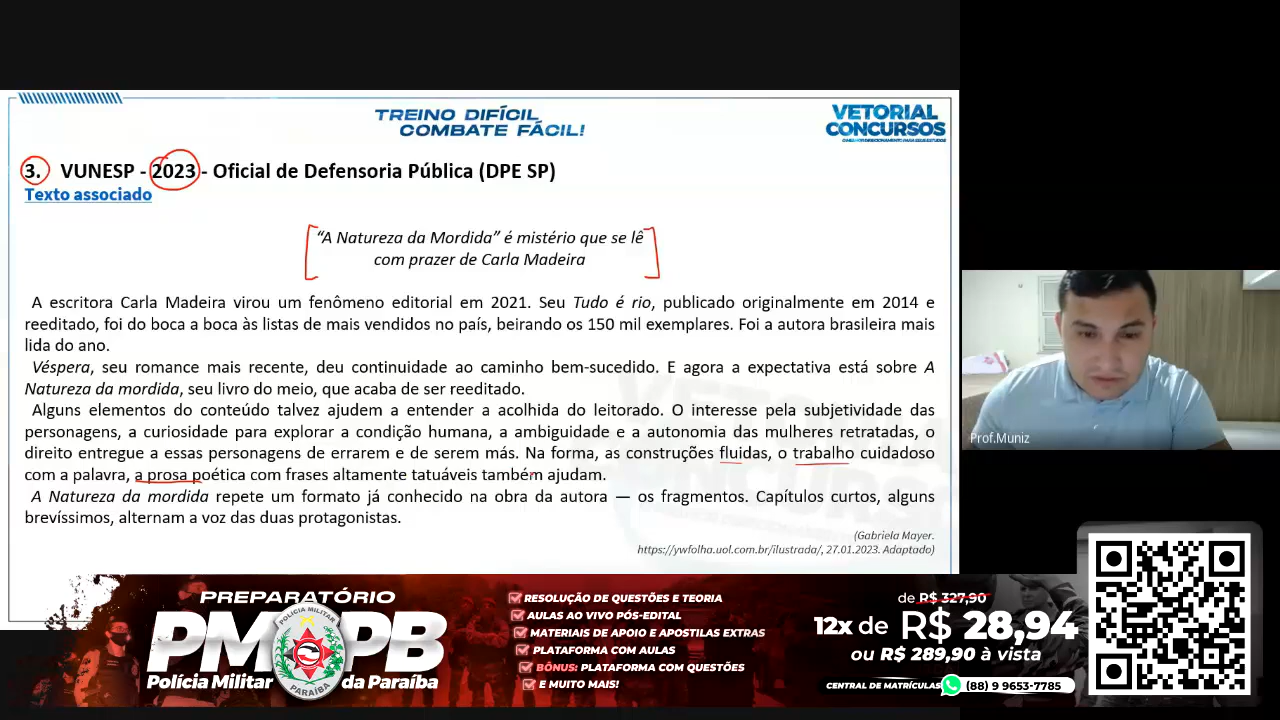 TREINO DIFÍCIL
COMBATE FÁCIL!
VETORIAL
CONCURSOS
3. VUNESP - 2023 - Oficial de Defensoria Pública (DPE SP)
Texto associado
“A Natureza da Mordida” é mistério que se lê
com prazer de Carla Madeira
A escritora Carla Madeira virou um fenômeno editorial em 2021. Seu Tudo é rio, publicado originalmente em 2014 e
reeditado, foi do boca a boca às listas de mais vendidos no país, beirando os 150 mil exemplares. Foi a autora brasileira mais
lida do ano.
Véspera, seu romance mais recente, deu continuidade ao caminho bem-sucedido. E agora a expectativa está sobre A
Natureza da mordida, seu livro do meio, que acaba de ser reeditado.
Alguns elementos do conteúdo talvez ajudem a entender a acolhida do leitorado. O interesse pela subjetividade das
personagens, a curiosidade para explorar a condição humana, a ambiguidade e a autonomia das mulheres retratadas, o
direito entregue a essas personagens de errarem e de serem más. Na forma, as construções fluidas, o trabalho cuidadoso
com a palavra, a prosa poética com frases altamente tatuáveis também ajudam.
A Natureza da mordida repete um formato já conhecido na obra da autora — os fragmentos. Capítulos curtos, alguns
brevíssimos, alternam a voz das duas protagonistas.
(Gabriela Mayer.
https://ywfolha.uol.com.br/ilustrada/, 27.01.2023. Adaptado)
Prof.Muniz
PREPARATÓRIO
PM PB
POLÍCIA MILITAR
PARAÍBA
Polícia Militar da Paraíba
RESOLUÇÃO DE QUESTÕES E TEORIA
AULAS AO VIVO PÓS-EDITAL
MATERIAIS DE APOIO E APOSTILAS EXTRAS
PLATAFORMA COM AULAS
BÔNUS: PLATAFORMA COM QUESTÕES
E MUITO MAIS!
de R$ 327,90
12x de R$ 28,94
ou R$ 289,90 à vista
CENTRAL DE MATRÍCULAS (88) 9 9653-7785